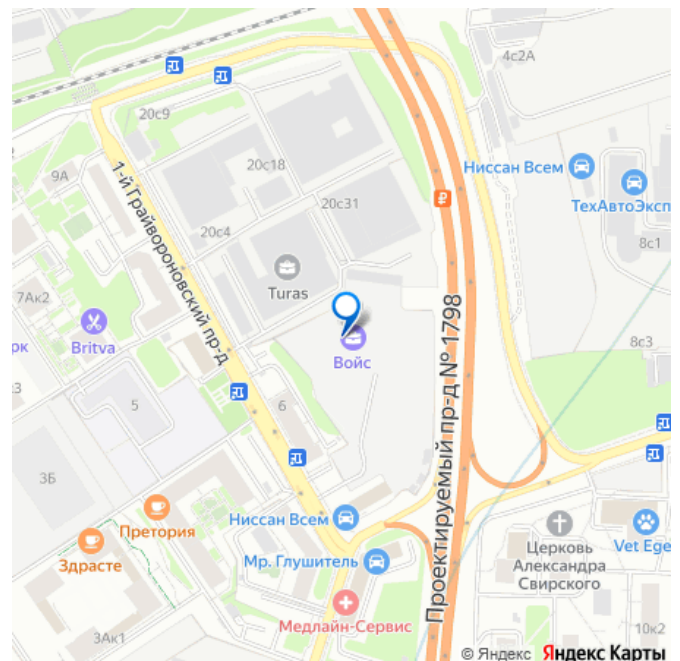 4с2А
20с9
Ниссан Всем
20с18
9А
ТехАвтоЭксп
20с31
1-й Грайвороновский пр-д
20с4
8с1
Turas
7Ак2
Проектируемый пр-д № 1798
рк
Britva
Войс
8с3
3
5
6
3Б
Претория
Ниссан Всем
Здрасте
Мр. Глушитель
Церковь
Александра
Свирского
Vet Ege
Медлайн-Сервис
3Ак1
10к2
© Яндекс Яндекс Карты